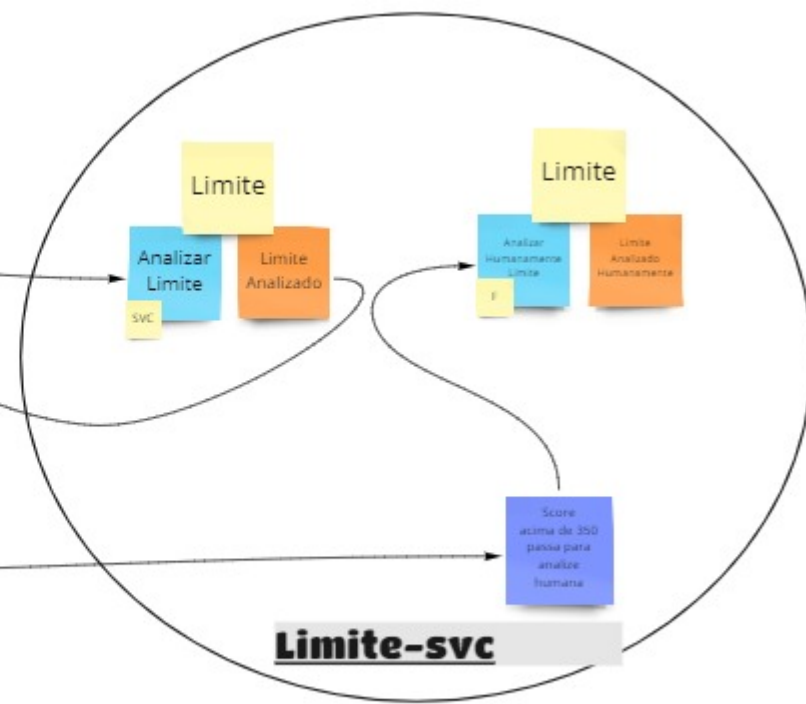 Limite
Analizar
Limite
SVC
Limite
Analizado
Limite
Analizar
Humanamente
Limite
F
Limite
Analizado
Humanamente
Score
acima de 350
passa para
analize
humana
Limite-svc